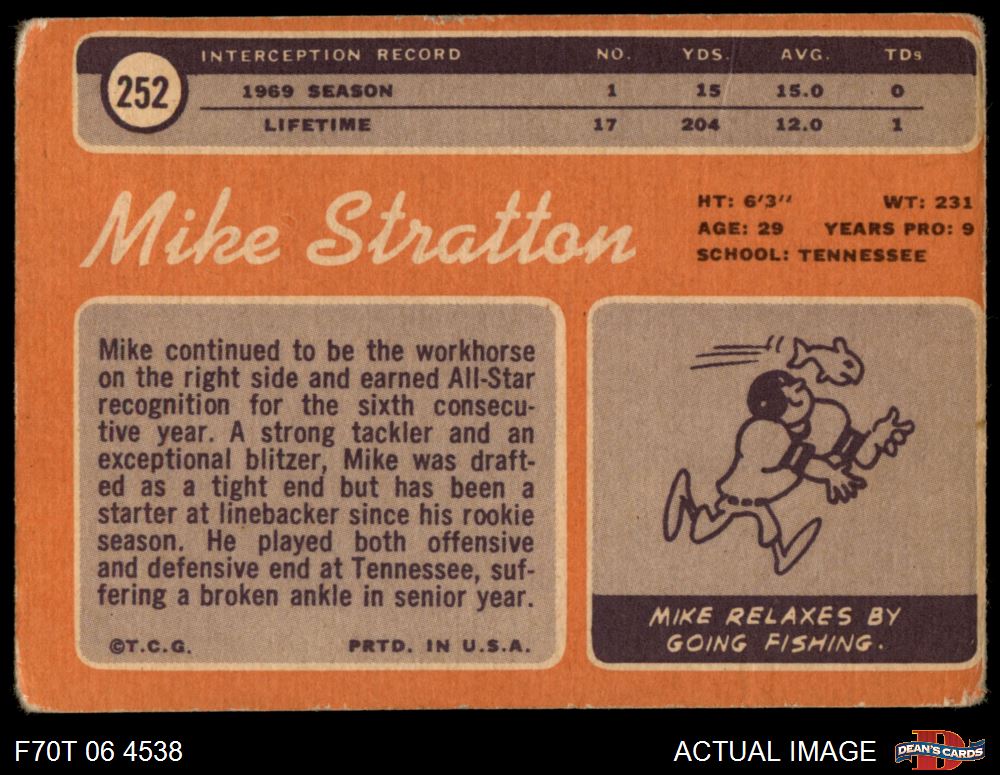 252
INTERCEPTION RECORD NO. YDS. AVG. TDs
1969 SEASON 1 15 15.0 0
LIFETIME 17 204 12.0 1
Mike Stratton
HT: 6'3" WT: 231
AGE: 29 YEARS PRO: 9
SCHOOL: TENNESSEE
Mike continued to be the workhorse
on the right side and earned All-Star
recognition for the sixth consecu-
tive year. A strong tackler and an
exceptional blitzer, Mike was draft-
ed as a tight end but has been a
starter at linebacker since his rookie
season. He played both offensive
and defensive end at Tennessee, suf-
fering a broken ankle in senior year.
©T.C.G. PRTD. IN U.S.A.
MIKE RELAXES BY
GOING FISHING.
F70T 06 4538
ACTUAL IMAGE
D
DEAN'S CARDS